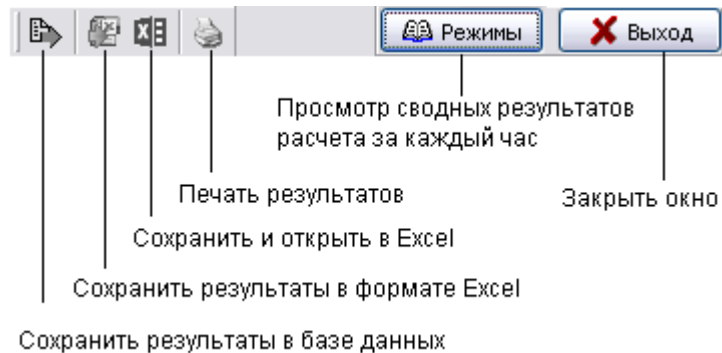 Режимы
Выход
Просмотр сводных результатов
расчета за каждый час
Печать результатов
Закрыть окно
Сохранить и открыть в Excel
Сохранить результаты в формате Excel
Сохранить результаты в базе данных